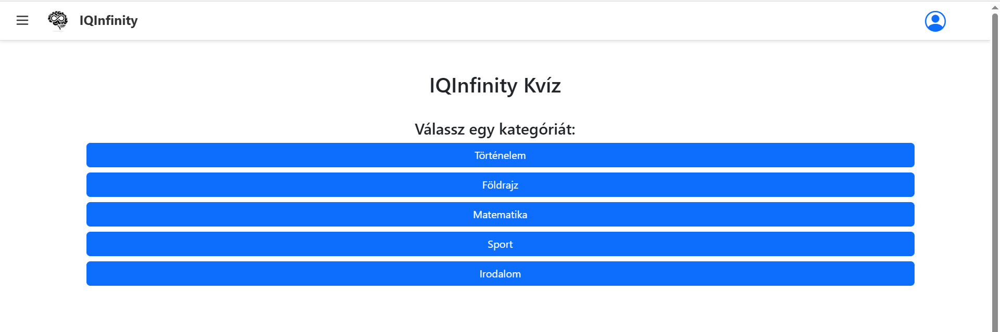 IQInfinity
IQInfinity Kvíz
Válassz egy kategóriát:
Történelem
Földrajz
Matematika
Sport
Irodalom